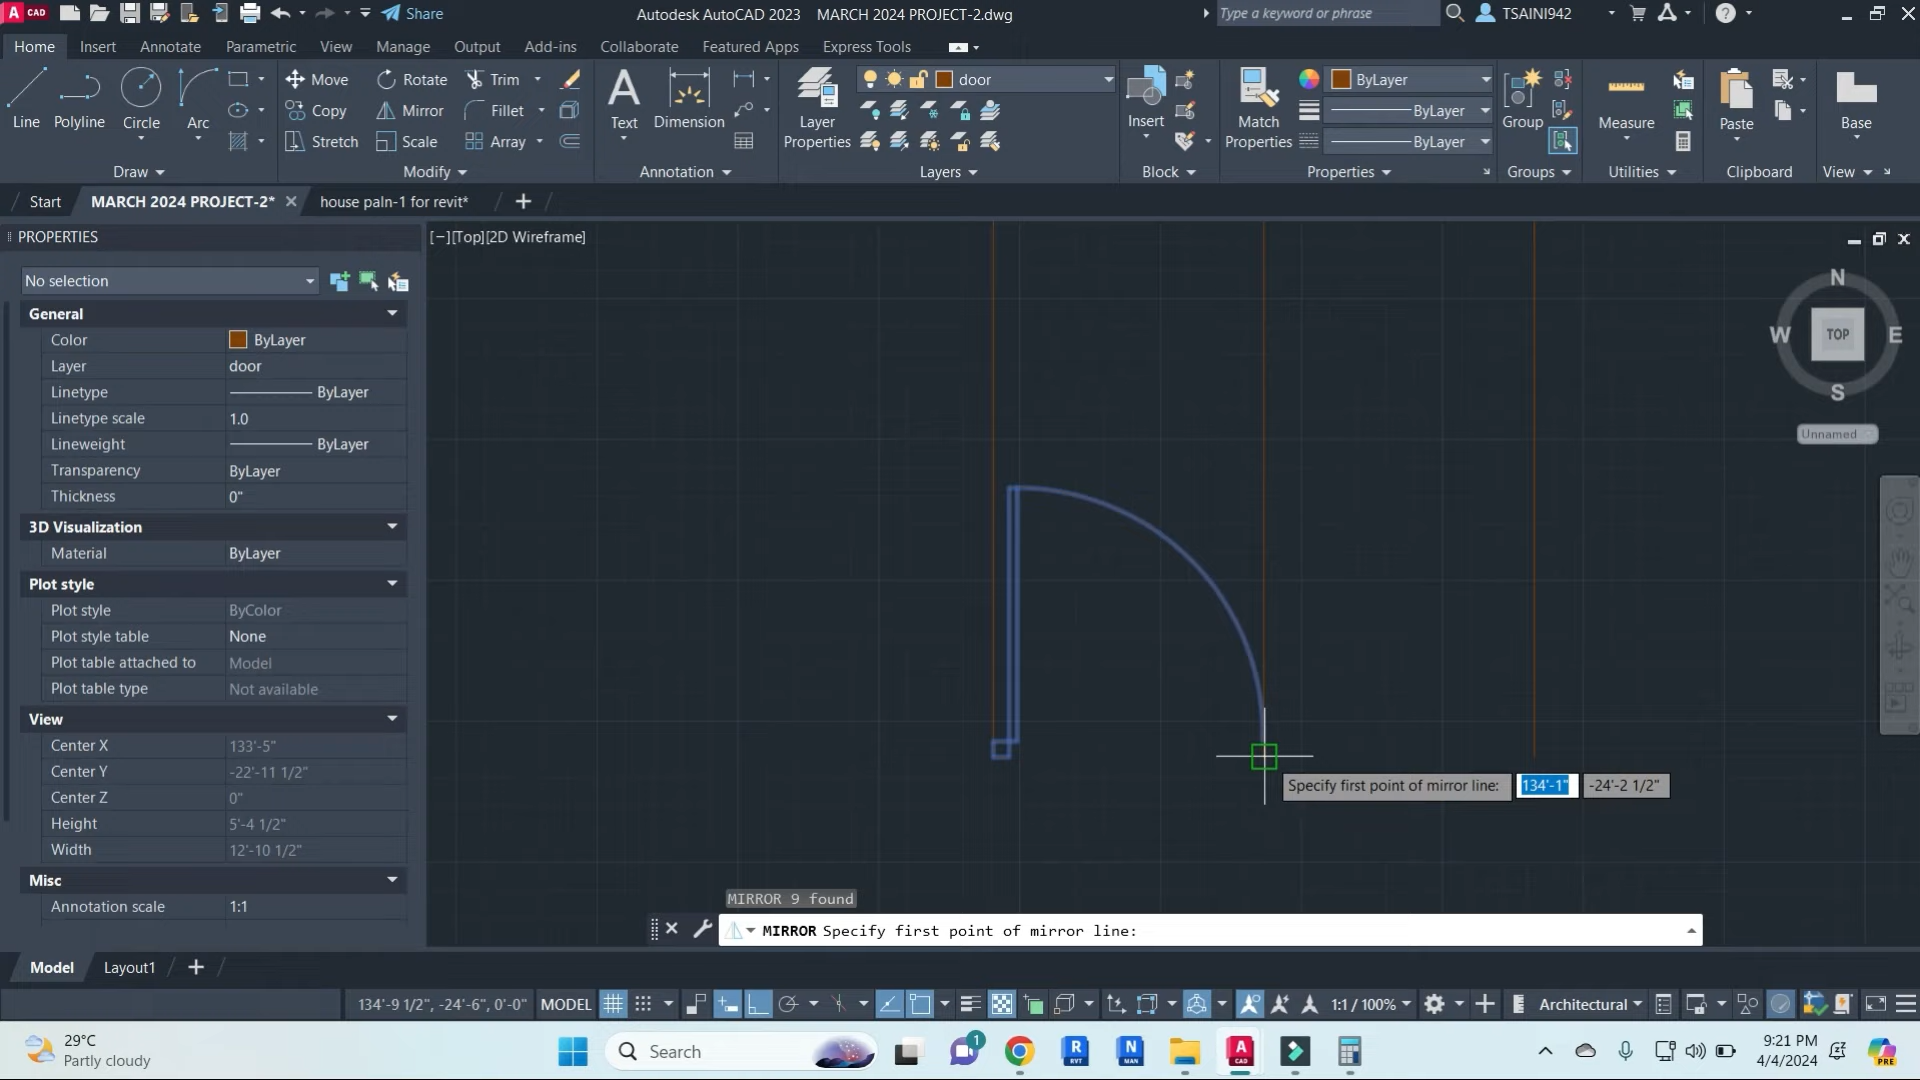 CAD
Share
Autodesk AutoCAD 2023 MARCH 2024 PROJECT-2.dwg
Type a keyword or phrase
TSAINI942
Home Insert Annotate Parametric View Manage Output Add-ins Collaborate Featured Apps Express Tools
Line Polyline Circle Arc
Move Rotate Trim
Copy Mirror Fillet
Stretch Scale Array
Text Dimension
Layer Properties
door
Insert
Match Properties
ByLayer
ByLayer
ByLayer
Group
Measure
Paste
Base
Draw Modify Annotation Layers Block Properties Groups Utilities Clipboard View
Start MARCH 2024 PROJECT-2* house paln-1 for revit*
PROPERTIES
[−][Top][2D Wireframe]
No selection
General
Color ByLayer
Layer door
Linetype ByLayer
Linetype scale 1.0
Lineweight ByLayer
Transparency ByLayer
Thickness 0"
3D Visualization
Material ByLayer
Plot style
Plot style ByColor
Plot style table None
Plot table attached to Model
Plot table type Not available
View
Center X 133'-5"
Center Y -22'-11 1/2"
Center Z 0"
Height 5'-4 1/2"
Width 12'-10 1/2"
Misc
Annotation scale 1:1
N
W TOP E
S
Unnamed
Specify first point of mirror line: 134'-1" -24'-2 1/2"
MIRROR 9 found
MIRROR Specify first point of mirror line:
Model Layout1
134'-9 1/2", -24'-6", 0'-0" MODEL 1:1 / 100% Architectural
29°C
Partly cloudy
Search
1
RVT
MAN
CAD
9:21 PM
4/4/2024
PRE